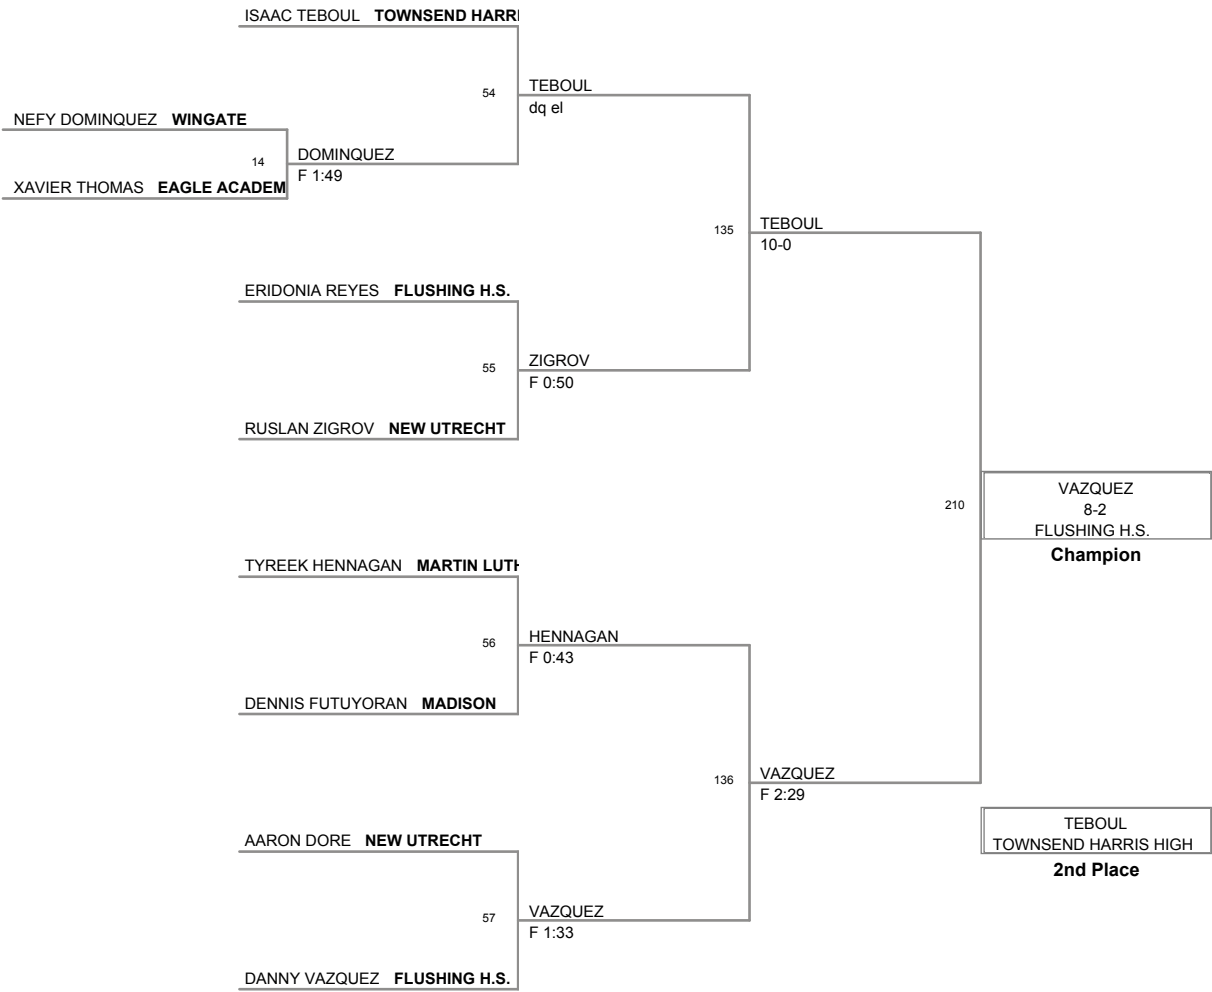 ISAAC TEBOUL TOWNSEND HARRI
TEBOUL
54
dq el
NEFY DOMINQUEZ WINGATE
DOMINQUEZ
14
F 1:49
XAVIER THOMAS EAGLE ACADEM
TEBOUL
135
10-0
ERIDONIA REYES FLUSHING H.S.
ZIGROV
55
F 0:50
RUSLAN ZIGROV NEW UTRECHT
VAZQUEZ
210
8-2
FLUSHING H.S.
Champion
TYREEK HENNAGAN MARTIN LUTH
HENNAGAN
56
F 0:43
DENNIS FUTUYORAN MADISON
VAZQUEZ
136
F 2:29
TEBOUL
TOWNSEND HARRIS HIGH
2nd Place
AARON DORE NEW UTRECHT
VAZQUEZ
57
F 1:33
DANNY VAZQUEZ FLUSHING H.S.